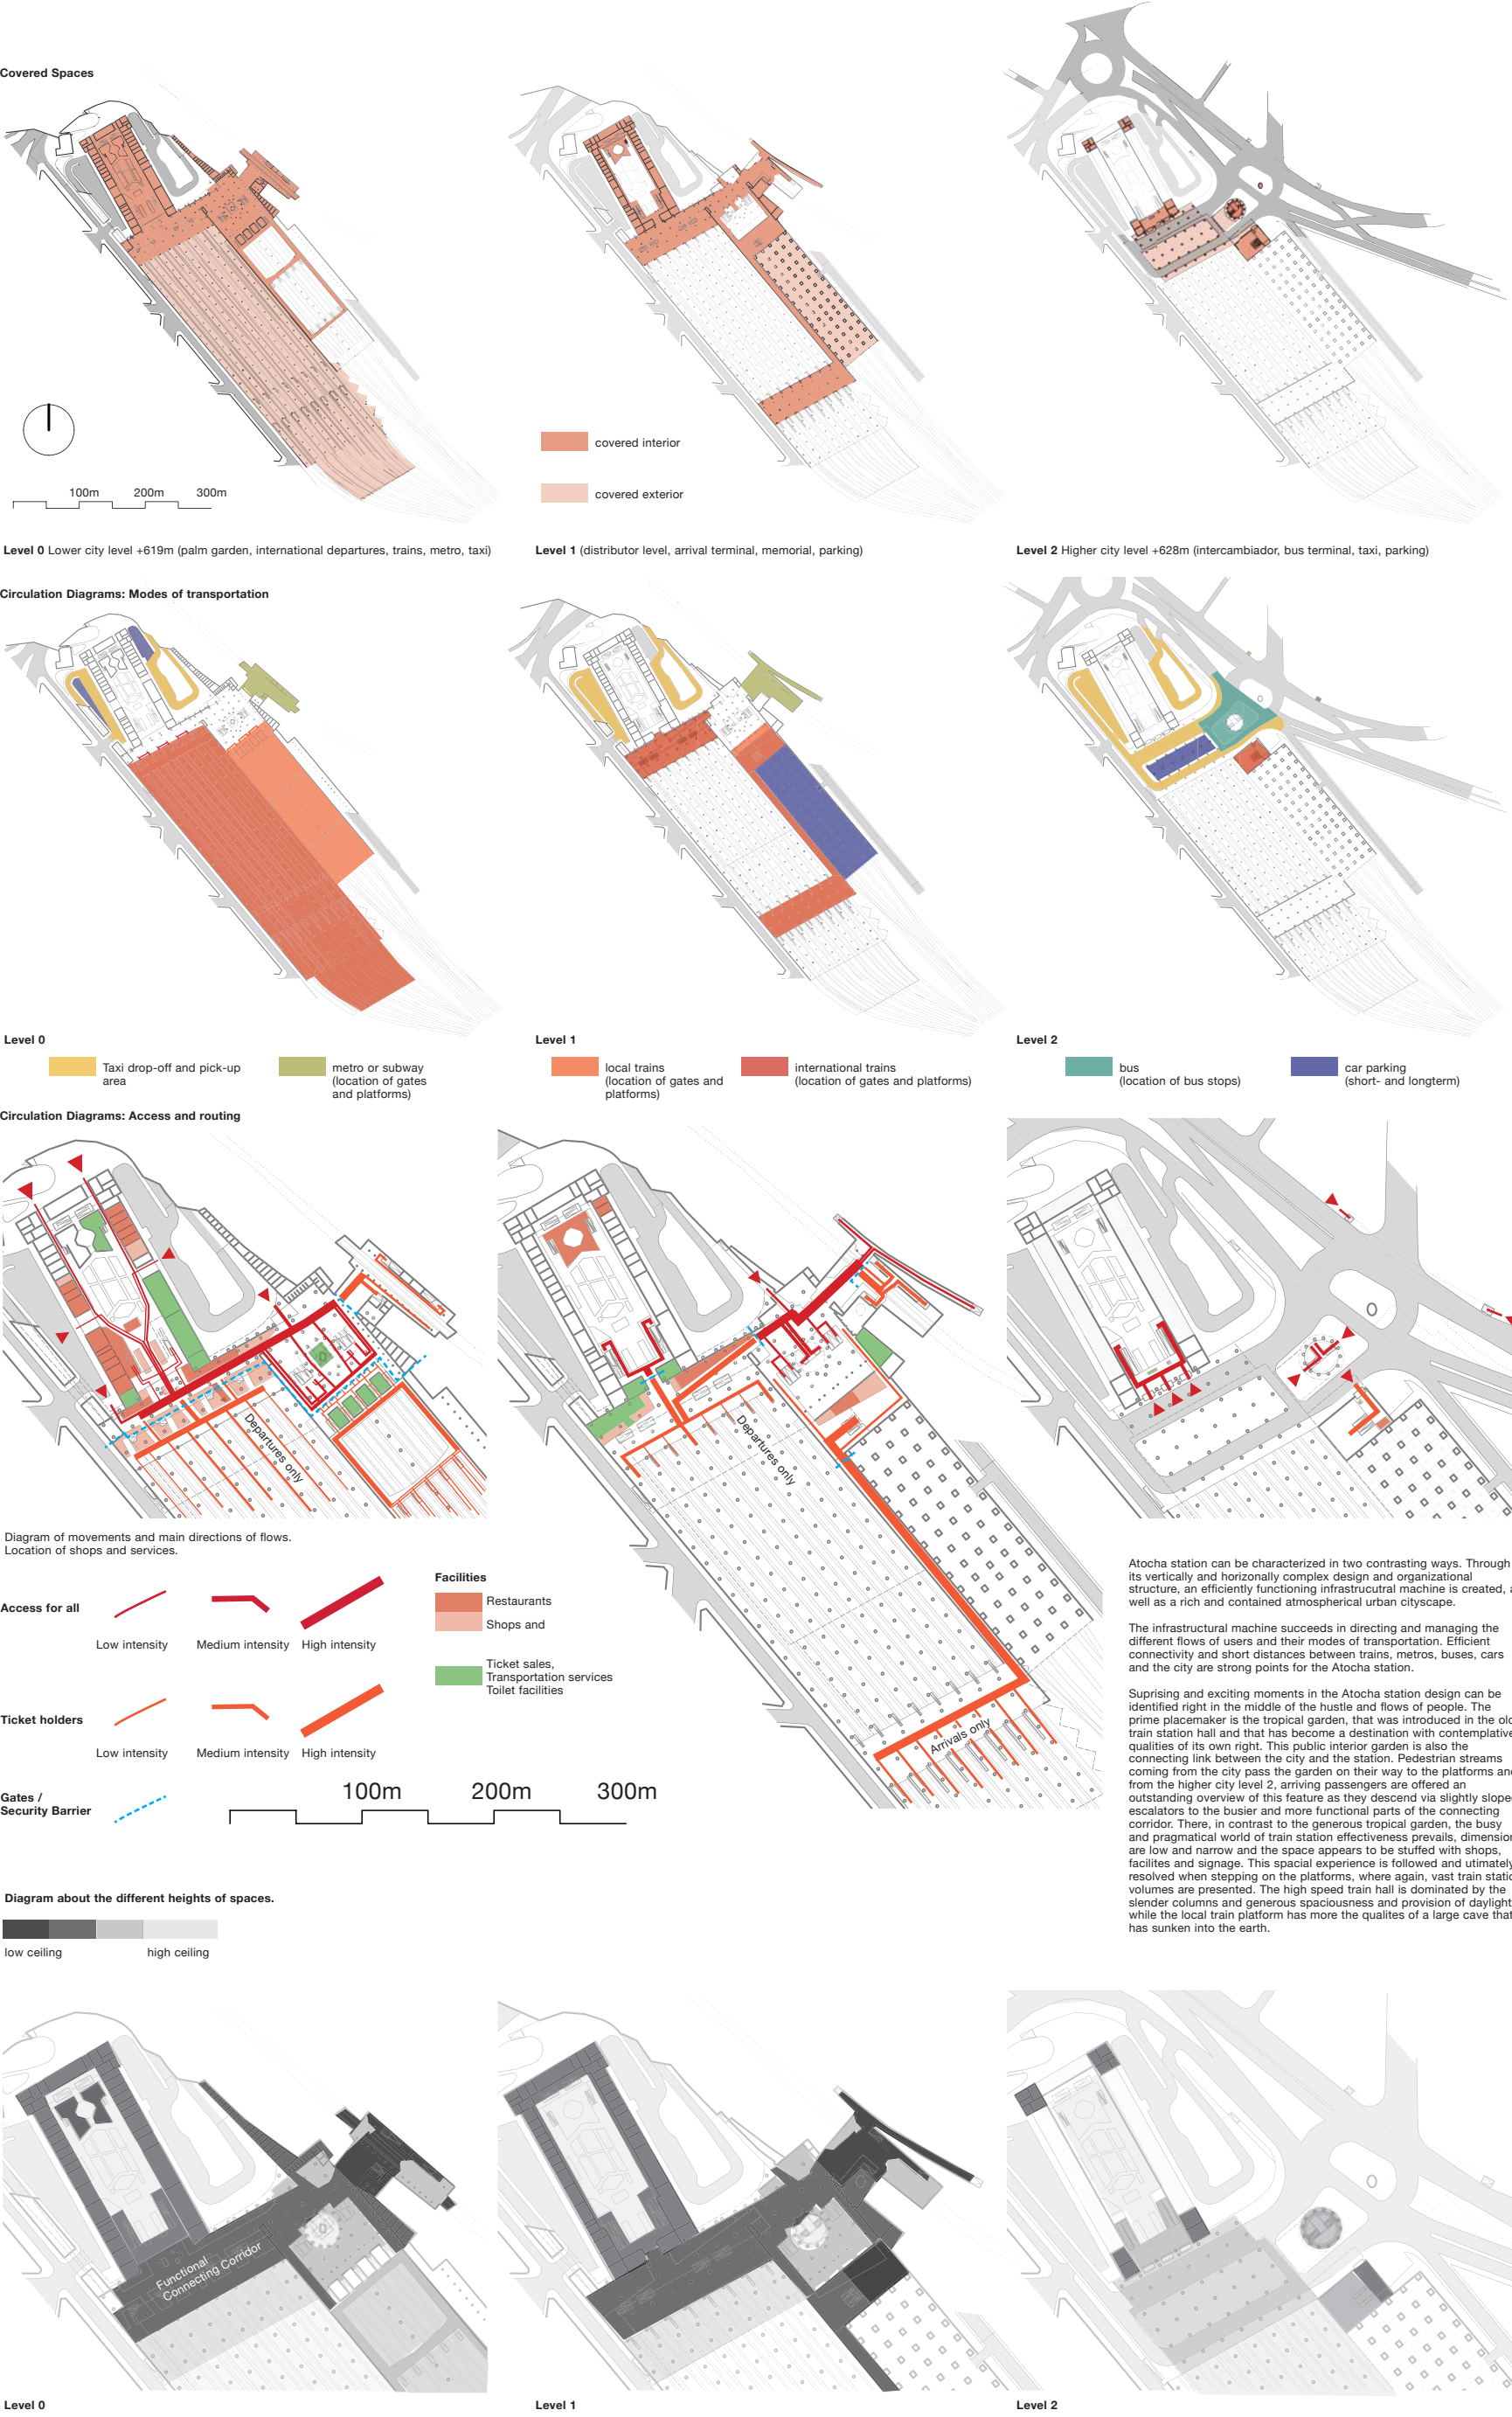 Covered Spaces
100m 200m 300m
covered interior
covered exterior
Level 0 Lower city level +619m (palm garden, international departures, trains, metro, taxi)
Level 1 (distributor level, arrival terminal, memorial, parking)
Level 2 Higher city level +628m (intercambiador, bus terminal, taxi, parking)
Circulation Diagrams: Modes of transportation
Level 0
Level 1
Level 2
Taxi drop-off and pick-up
area
metro or subway
(location of gates
and platforms)
local trains
(location of gates and
platforms)
international trains
(location of gates and platforms)
bus
(location of bus stops)
car parking
(short- and longterm)
Circulation Diagrams: Access and routing
Departures only
Departures only
Arrivals only
Diagram of movements and main directions of flows.
Location of shops and services.
Access for all
Low intensity Medium intensity High intensity
Ticket holders
Low intensity Medium intensity High intensity
Gates /
Security Barrier
Facilities
Restaurants
Shops and
Ticket sales,
Transportation services
Toilet facilities
100m 200m 300m
Atocha station can be characterized in two contrasting ways. Through
its vertically and horizonally complex design and organizational
structure, an efficiently functioning infrastrucutral machine is created, a
well as a rich and contained atmospherical urban cityscape.
The infrastructural machine succeeds in directing and managing the
different flows of users and their modes of transportation. Efficient
connectivity and short distances between trains, metros, buses, cars
and the city are strong points for the Atocha station.
Suprising and exciting moments in the Atocha station design can be
identified right in the middle of the hustle and flows of people. The
prime placemaker is the tropical garden, that was introduced in the old
train station hall and that has become a destination with contemplative
qualities of its own right. This public interior garden is also the
connecting link between the city and the station. Pedestrian streams
coming from the city pass the garden on their way to the platforms and
from the higher city level 2, arriving passengers are offered an
outstanding overview of this feature as they descend via slightly sloped
escalators to the busier and more functional parts of the connecting
corridor. There, in contrast to the generous tropical garden, the busy
and pragmatical world of train station effectiveness prevails, dimension
are low and narrow and the space appears to be stuffed with shops,
facilites and signage. This spacial experience is followed and utimately
resolved when stepping on the platforms, where again, vast train static
volumes are presented. The high speed train hall is dominated by the
slender columns and generous spaciousness and provision of daylight
while the local train platform has more the qualites of a large cave that
has sunken into the earth.
Diagram about the different heights of spaces.
low ceiling high ceiling
Functional
Connecting Corridor
Level 0
Level 1
Level 2